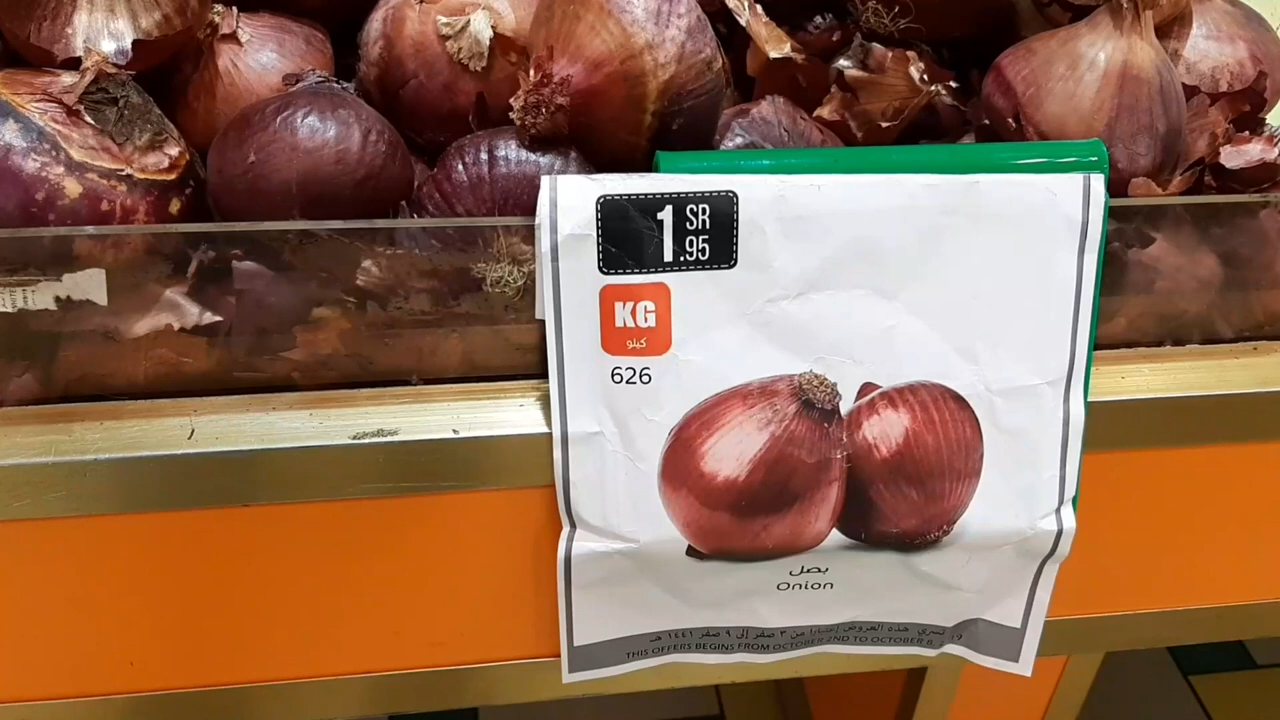 1 SR
.95
KG
كيلو
626
بصل
Onion
تسري هذه العروض إعتبارا من ٣ صفر إلى ٩ صفر ١٤٤١ هـ
THIS OFFERS BEGINS FROM OCTOBER 2ND TO OCTOBER 8,